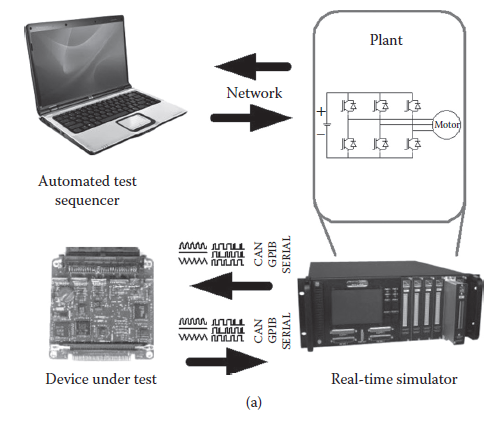 Plant
Network
+
−
Motor
Automated test
sequencer
CAN
GPIB
SERIAL
CAN
GPIB
SERIAL
Device under test
Real-time simulator
(a)